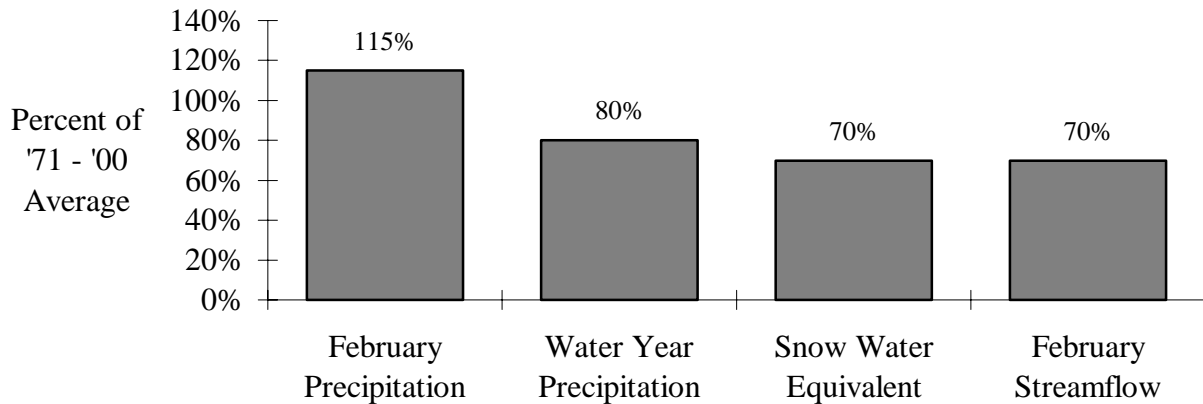 140%
120%
100%
80%
60%
40%
20%
0%
Percent of
'71 - '00
Average
115%
80%
70%
70%
February
Precipitation
Water Year
Precipitation
Snow Water
Equivalent
February
Streamflow